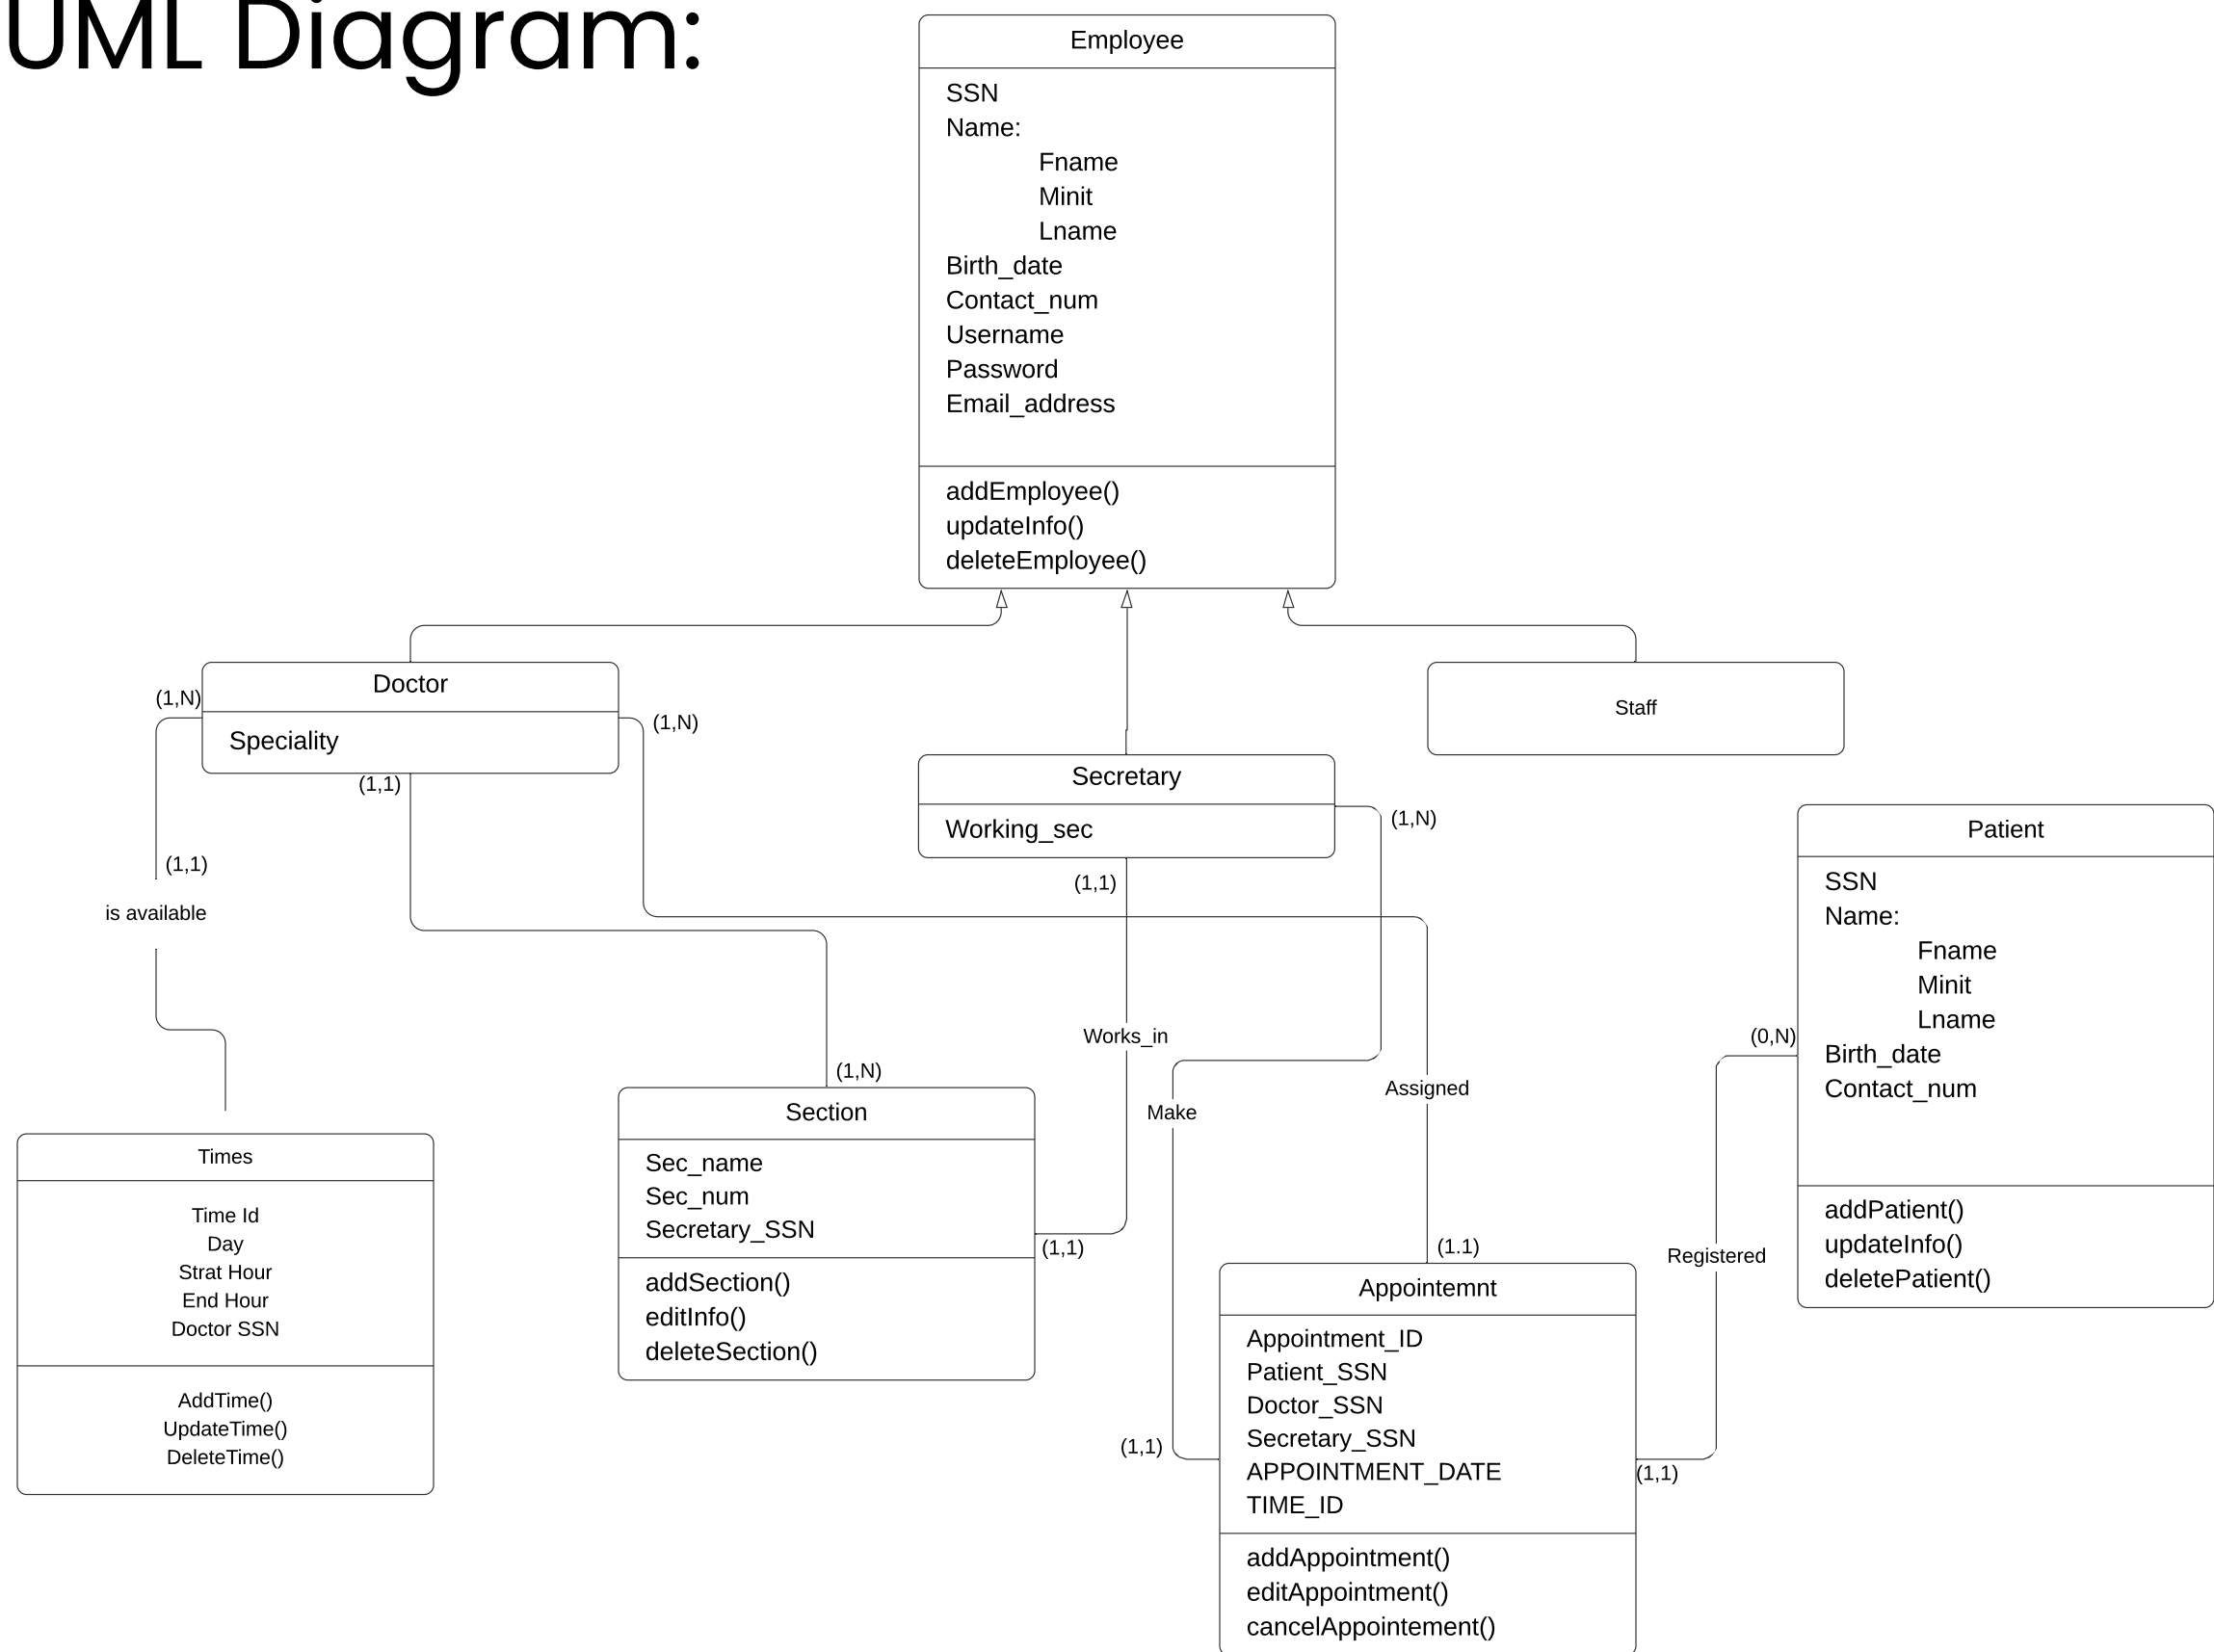 UML Diagram:
Employee
SSN
Name:
Fname
Minit
Lname
Birth_date
Contact_num
Username
Password
Email_address
addEmployee()
updateInfo()
deleteEmployee()
Doctor
Speciality
(1,N)
(1,N)
(1,1)
Staff
Secretary
Working_sec
(1,N)
(1,1)
(1,1)
is available
Patient
SSN
Name:
Fname
Minit
Lname
Birth_date
Contact_num
addPatient()
updateInfo()
deletePatient()
(0,N)
Works_in
Assigned
Make
Registered
(1,N)
Section
Sec_name
Sec_num
Secretary_SSN
addSection()
editInfo()
deleteSection()
(1,1)
Times
Time Id
Day
Strat Hour
End Hour
Doctor SSN
AddTime()
UpdateTime()
DeleteTime()
(1.1)
Appointemnt
Appointment_ID
Patient_SSN
Doctor_SSN
Secretary_SSN
APPOINTMENT_DATE
TIME_ID
addAppointment()
editAppointment()
cancelAppointement()
(1,1)
(1,1)